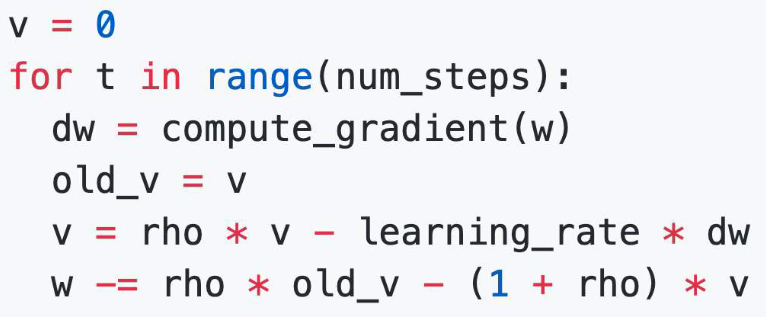 v = 0
for t in range(num_steps):
  dw = compute_gradient(w)
  old_v = v
  v = rho * v - learning_rate * dw
  w -= rho * old_v - (1 + rho) * v